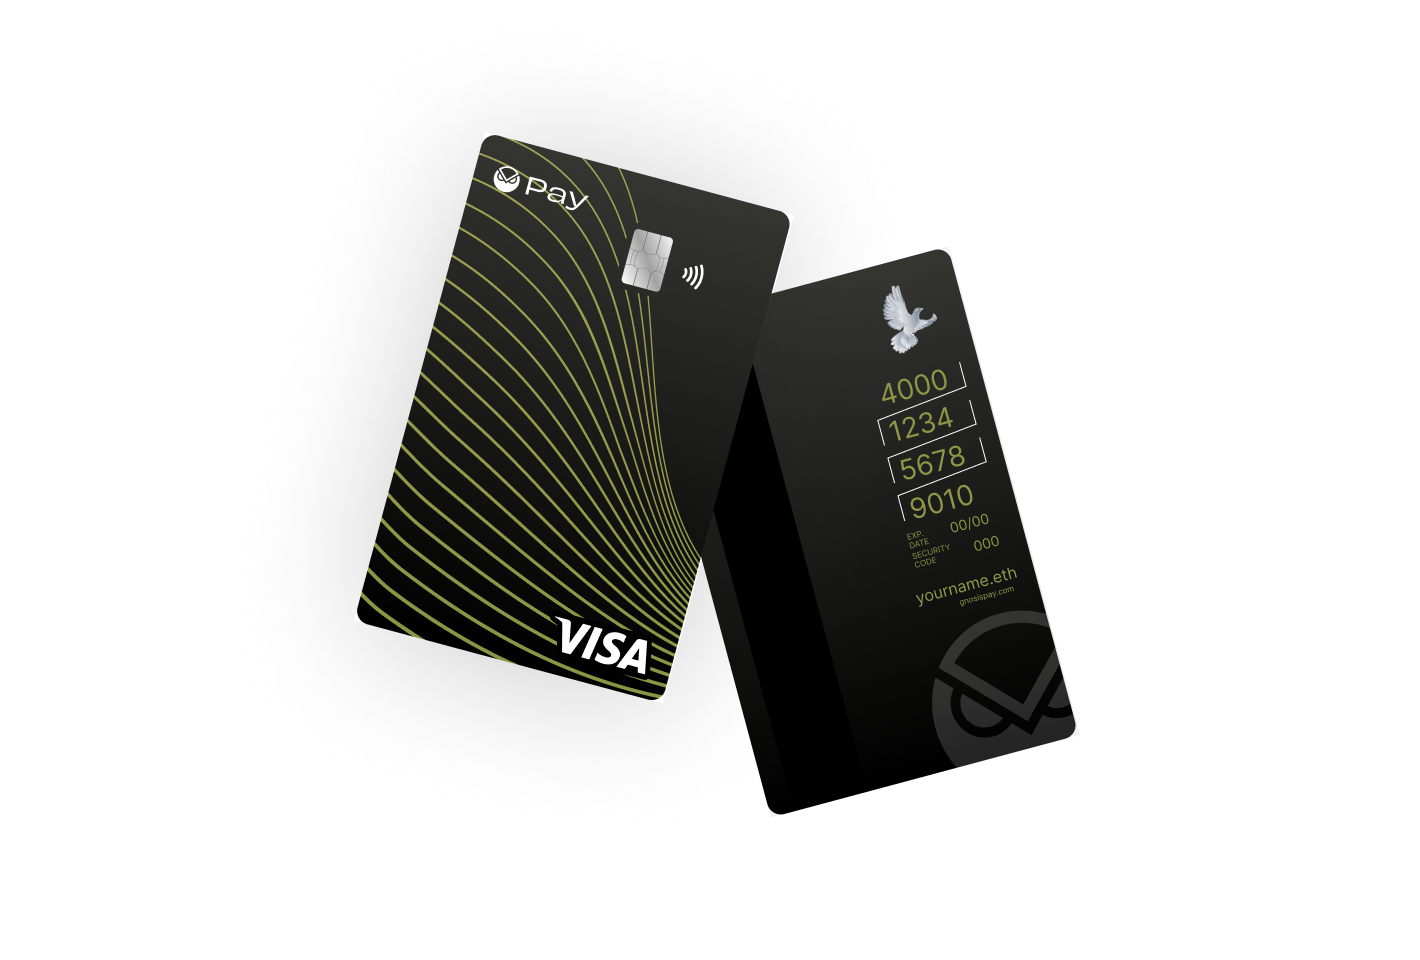 Pay
VISA
4000
1234
5678
9010
EXP.
DATE
00/00
SECURITY
CODE
000
yourname.eth
gnosispay.com